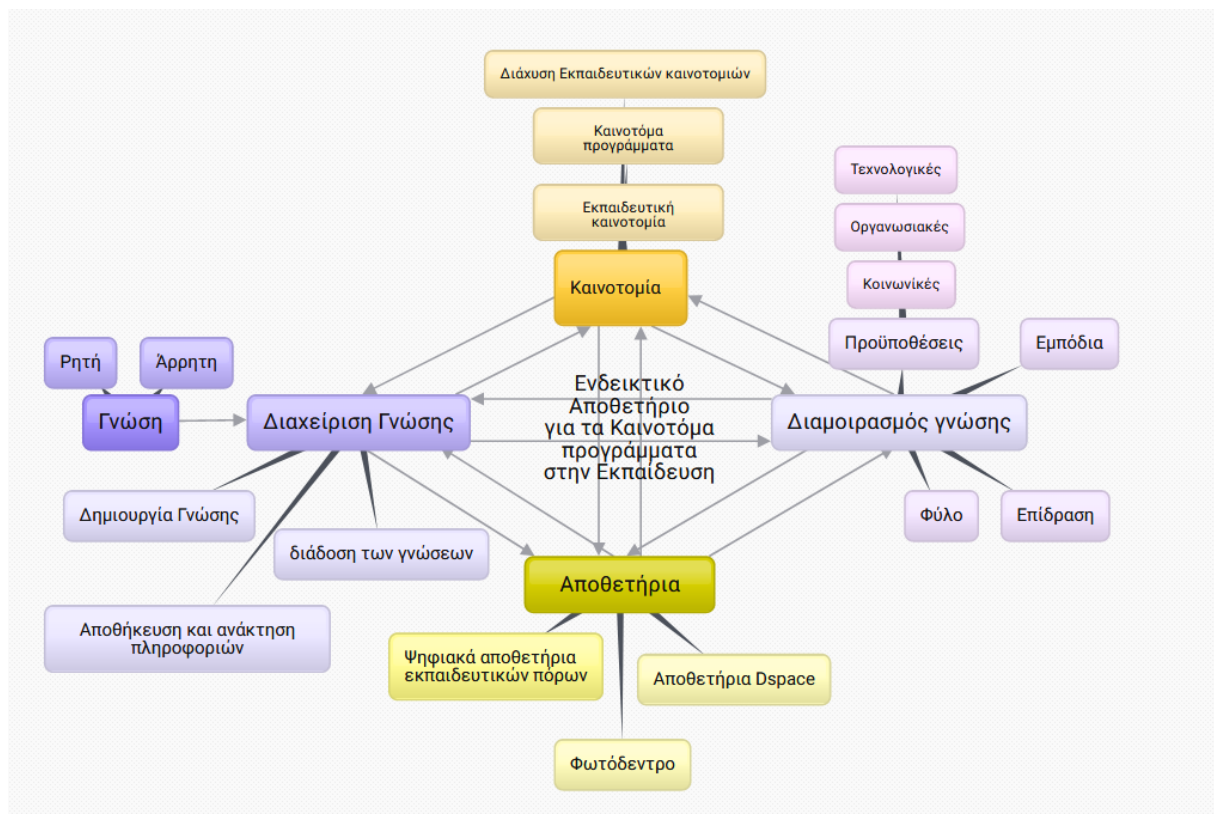 Διάχυση Εκπαιδευτικών καινοτομιών
Καινοτόμα
προγράμματα
Εκπαιδευτική
καινοτομία
Καινοτομία
Τεχνολογικές
Οργανωσιακές
Κοινωνίκές
Προϋποθέσεις
Εμπόδια
Ρητή
Άρρητη
Γνώση
Διαχείριση Γνώσης
Ενδεικτικό
Αποθετήριο
για τα Καινοτόμα
προγράμματα
στην Εκπαίδευση
Διαμοιρασμός γνώσης
Δημιουργία Γνώσης
διάδοση των γνώσεων
Αποθήκευση και ανάκτηση
πληροφοριών
Φύλο
Επίδραση
Αποθετήρια
Ψηφιακά αποθετήρια
εκπαιδευτικών πόρων
Αποθετήρια Dspace
Φωτόδεντρο